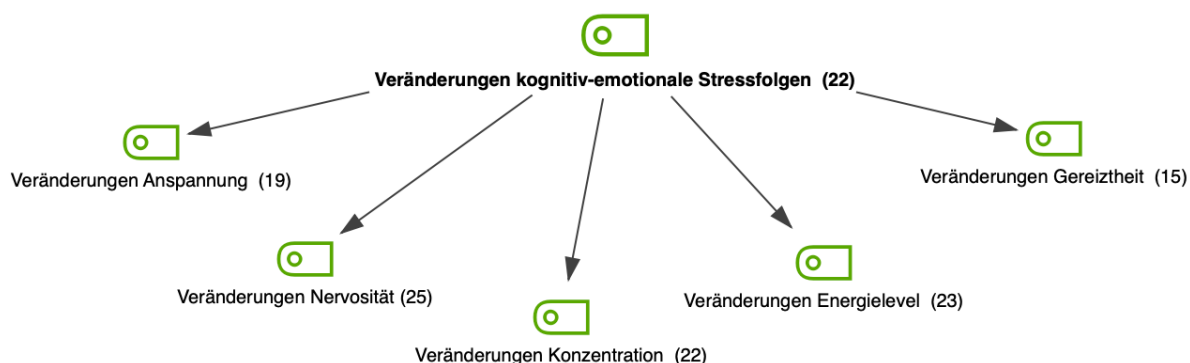 Veränderungen kognitiv-emotionale Stressfolgen (22)
Veränderungen Anspannung (19)
Veränderungen Gereiztheit (15)
Veränderungen Nervosität (25)
Veränderungen Energielevel (23)
Veränderungen Konzentration (22)